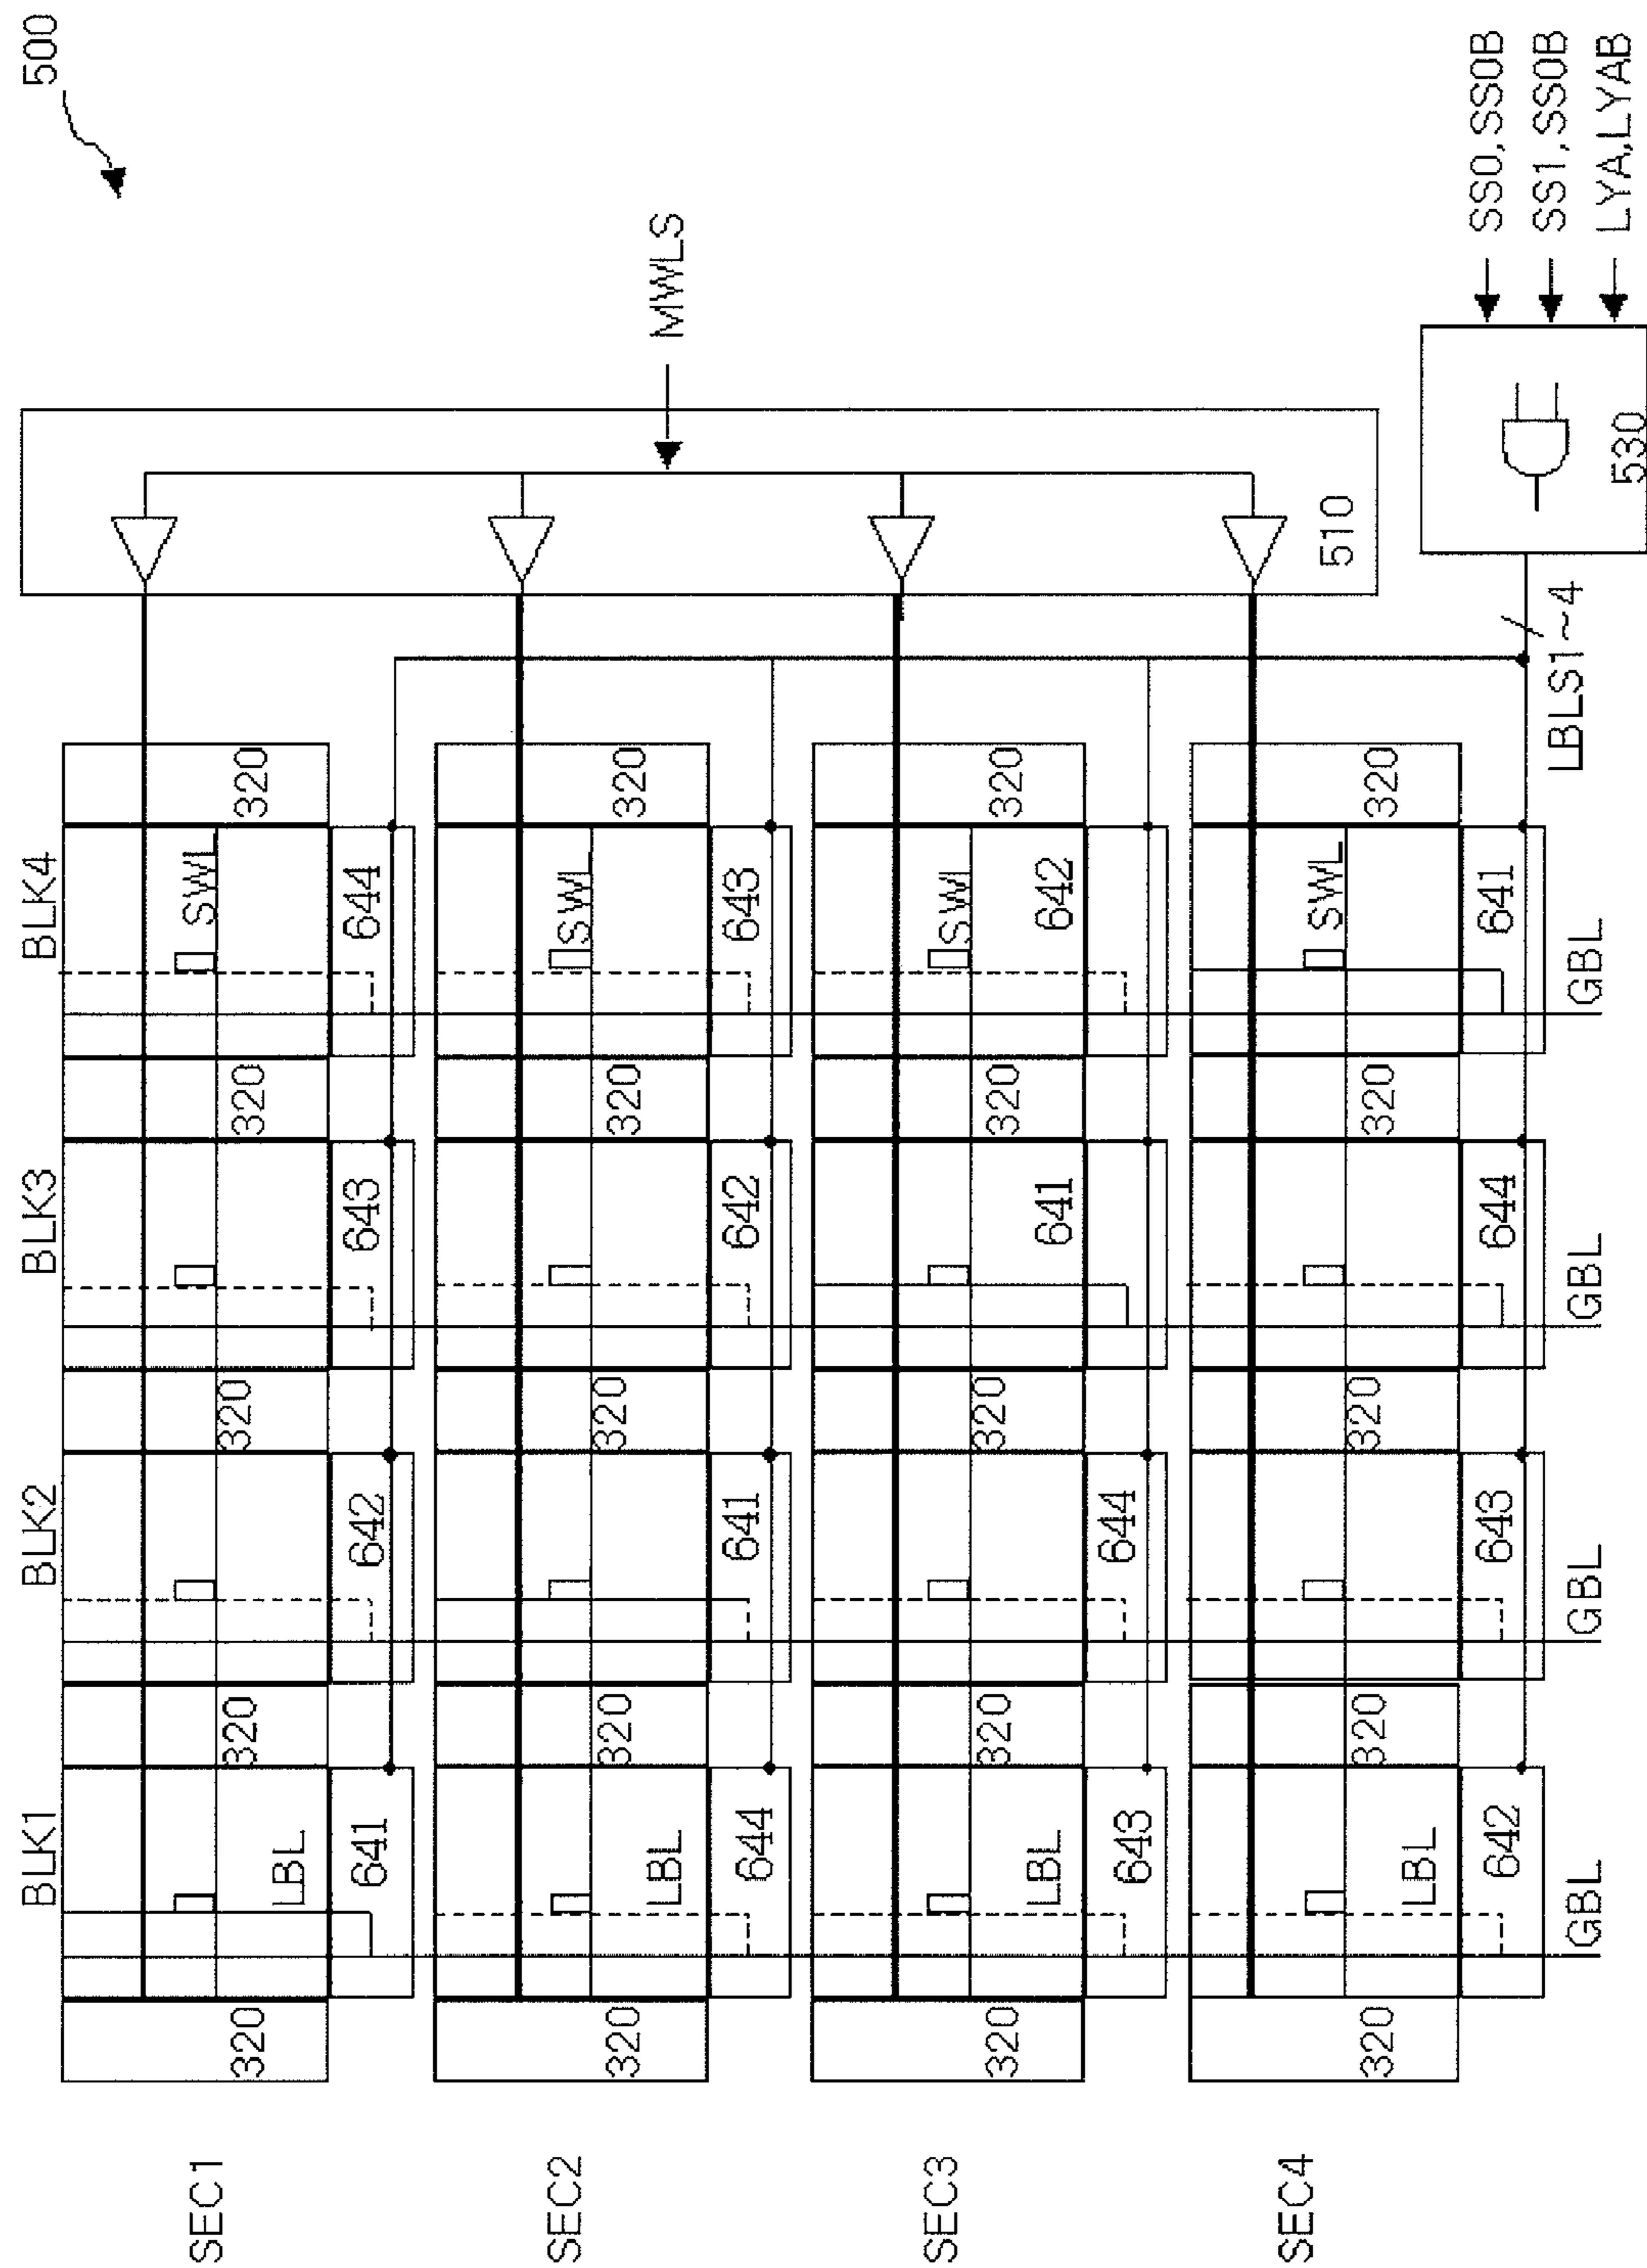 BLK1 BLK2 BLK3 BLK4
500
SEC1
SWL
320 320 320 320 320
LBL
641 642 643 644
SEC2
SWL
320 320 320 320 320
LBL
644 641 642 643
MWLS
SEC3
SWL
320 320 320 320 320
LBL
643 644 641 642
SEC4
SWL
510
320 320 320 320 320
LBL
642 643 644 641
SS0,SS0B
SS1,SS0B
LYA,LYAB
LBLS1~4
GBL GBL GBL GBL
530